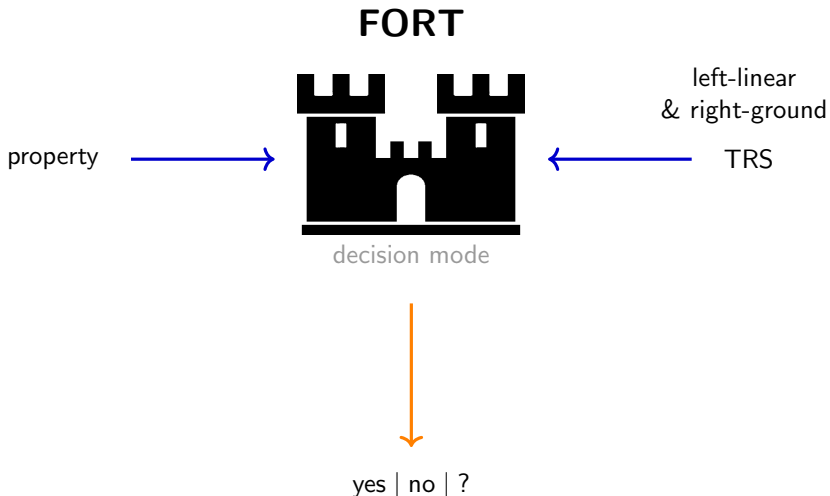 FORT
left-linear
& right-ground
property
TRS
decision mode
yes | no | ?